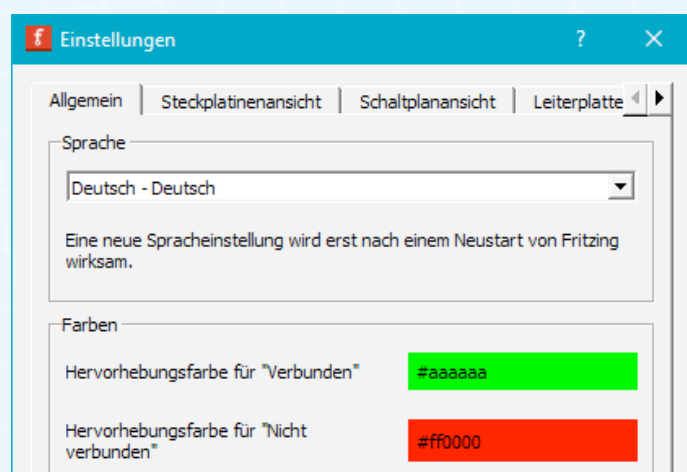 Einstellungen ?
Allgemein Steckplatinenansicht Schaltplanansicht Leiterplatte
Sprache
Deutsch - Deutsch
Eine neue Spracheinstellung wird erst nach einem Neustart von Fritzing
wirksam.
Farben
Hervorhebungsfarbe für "Verbunden" #aaaaaa
Hervorhebungsfarbe für "Nicht
verbunden" #ff0000